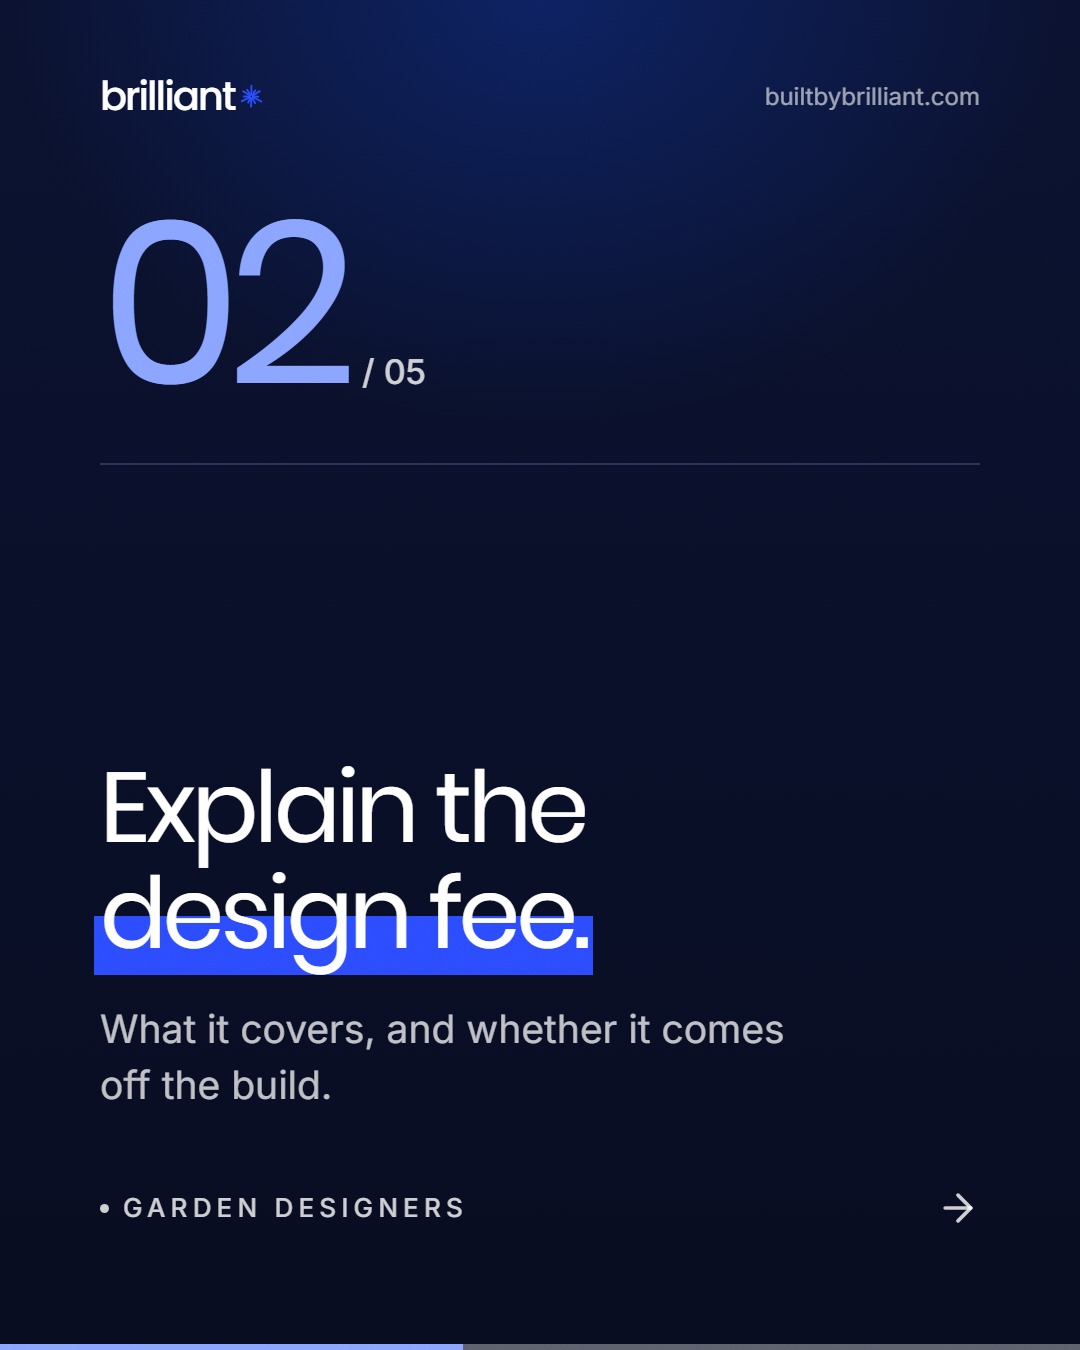 brilliant
builtbybrilliant.com
02 / 05
Explain the
design fee.
What it covers, and whether it comes
off the build.
• GARDEN DESIGNERS